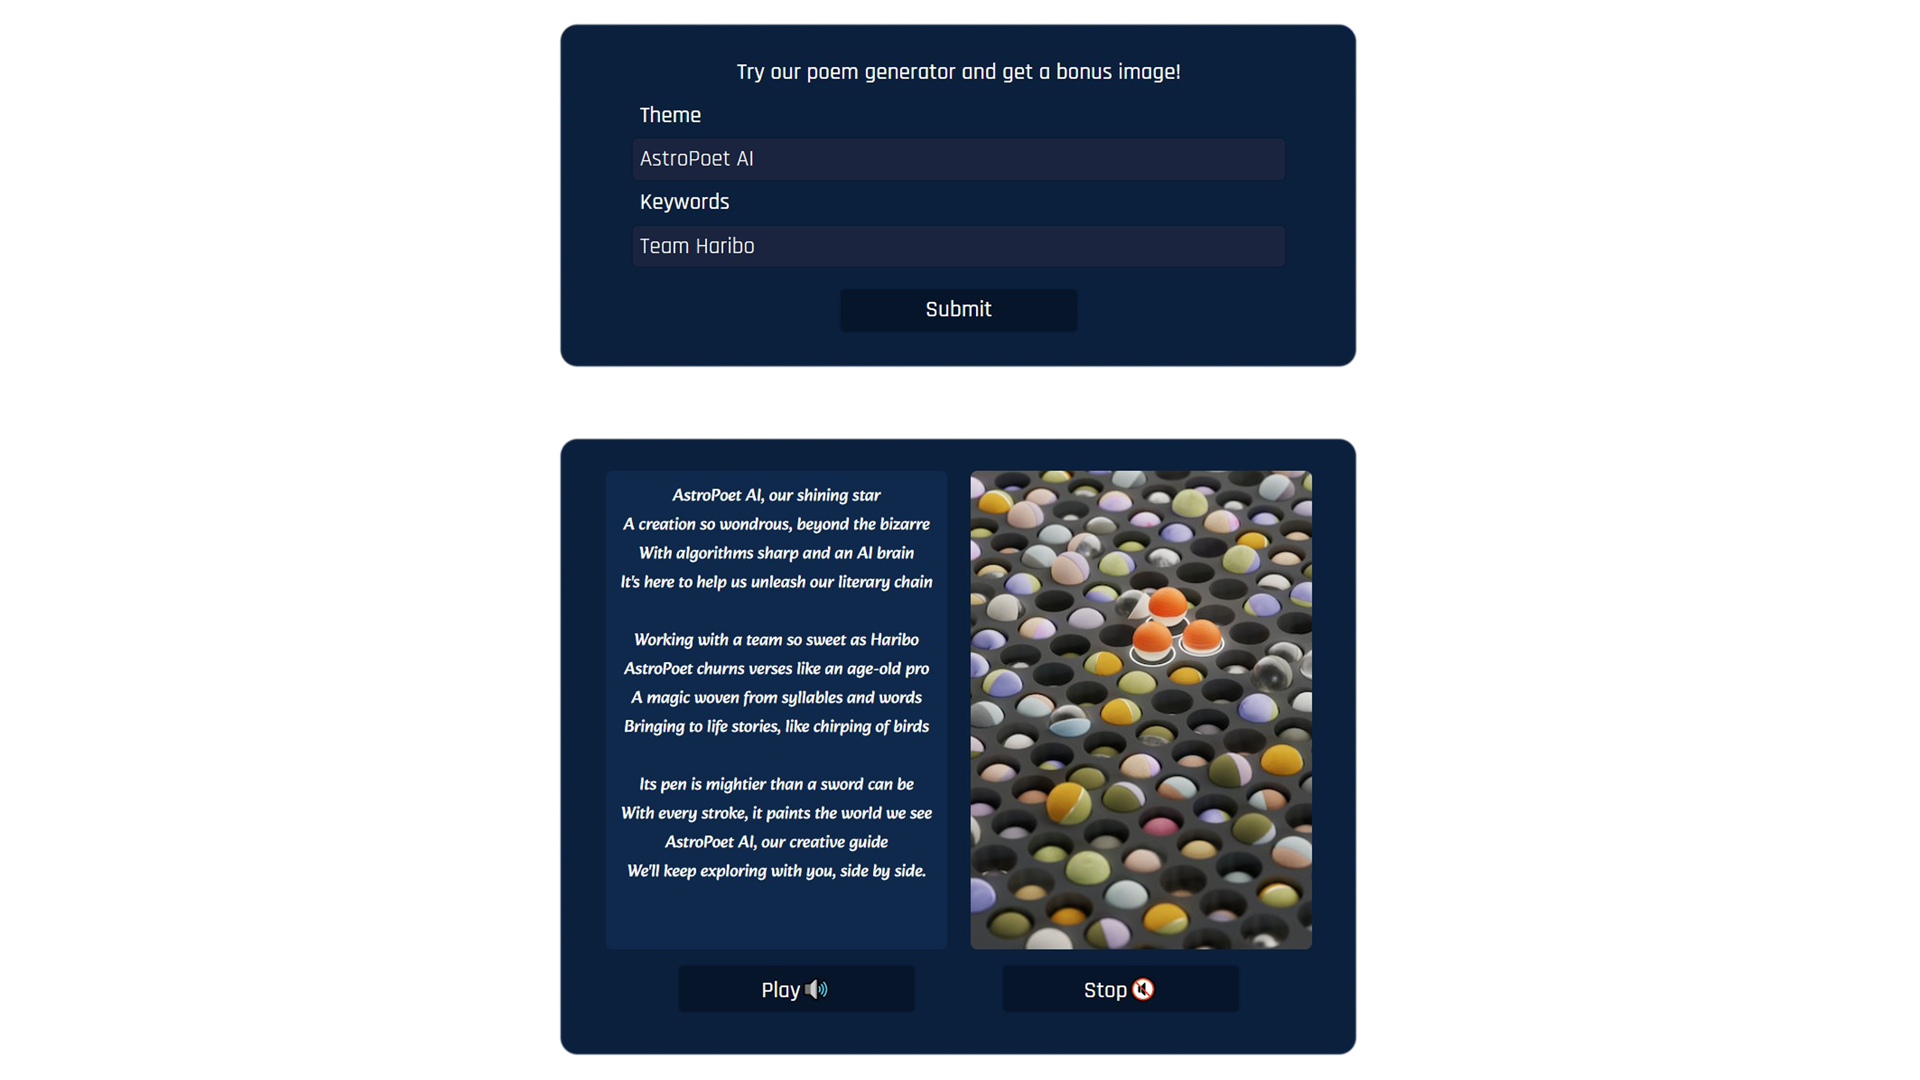 Try our poem generator and get a bonus image!
Theme
AstroPoet AI
Keywords
Team Haribo
Submit
AstroPoet AI, our shining star
A creation so wondrous, beyond the bizarre
With algorithms sharp and an AI brain
It's here to help us unleash our literary chain
Working with a team so sweet as Haribo
AstroPoet churns verses like an age-old pro
A magic woven from syllables and words
Bringing to life stories, like chirping of birds
Its pen is mightier than a sword can be
With every stroke, it paints the world we see
AstroPoet AI, our creative guide
We'll keep exploring with you, side by side.
Play
Stop